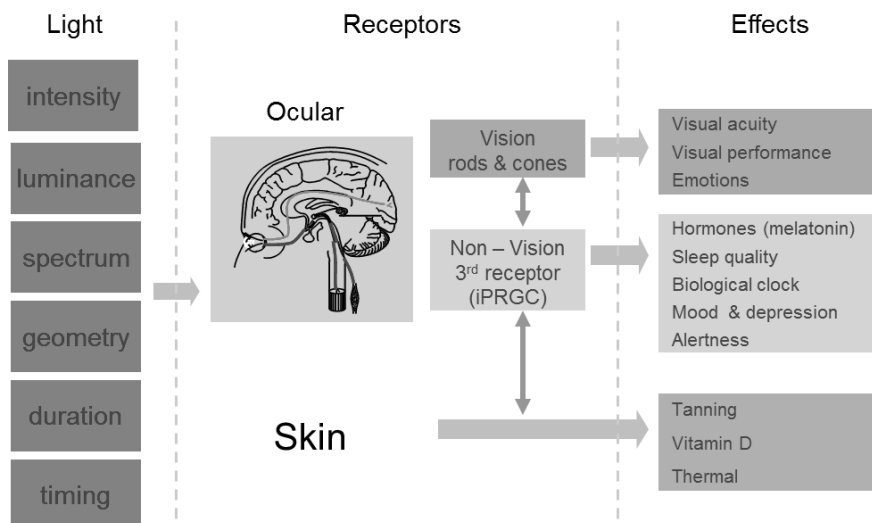 Light
Receptors
Effects
intensity
luminance
spectrum
geometry
duration
timing
Ocular
Vision
rods & cones
Non – Vision
3rd receptor
(iPRGC)
Skin
Visual acuity
Visual performance
Emotions
Hormones (melatonin)
Sleep quality
Biological clock
Mood & depression
Alertness
Tanning
Vitamin D
Thermal